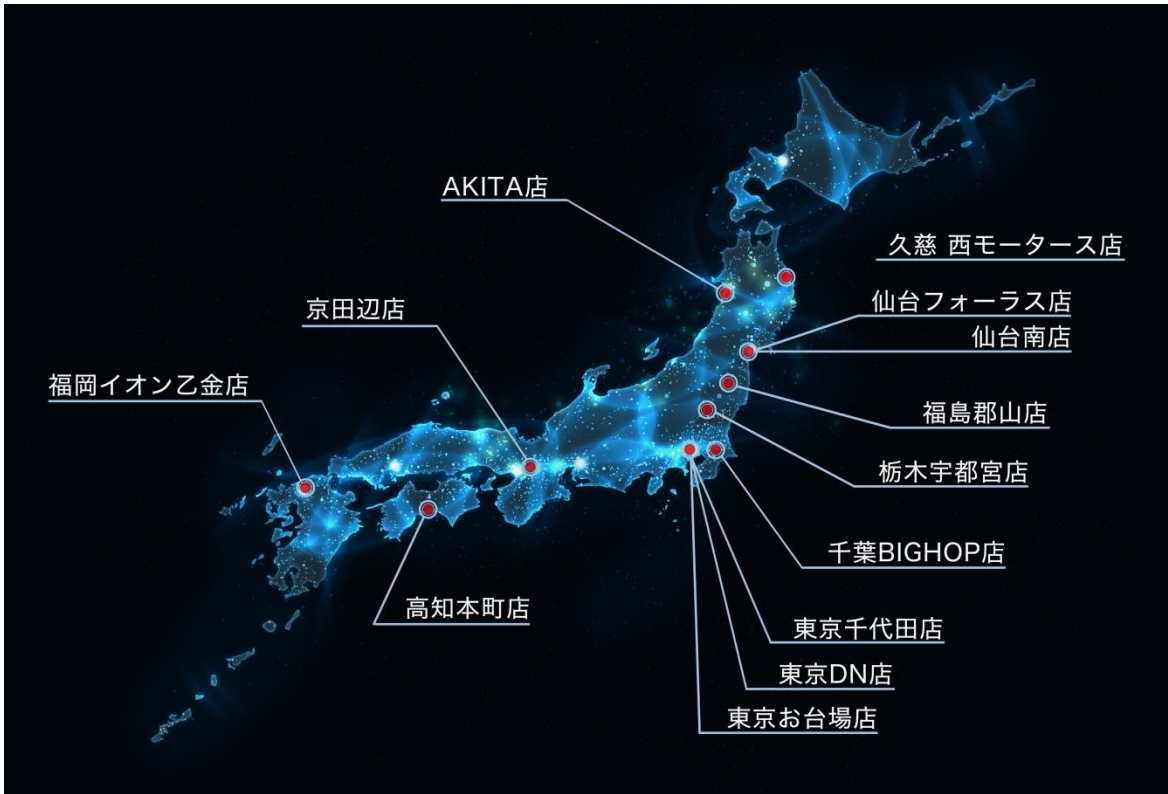 AKITA店
久慈 西モータース店
仙台フォーラス店
京田辺店
仙台南店
福岡イオン乙金店
福島郡山店
栃木宇都宮店
千葉BIGHOP店
高知本町店
東京千代田店
東京DN店
東京お台場店